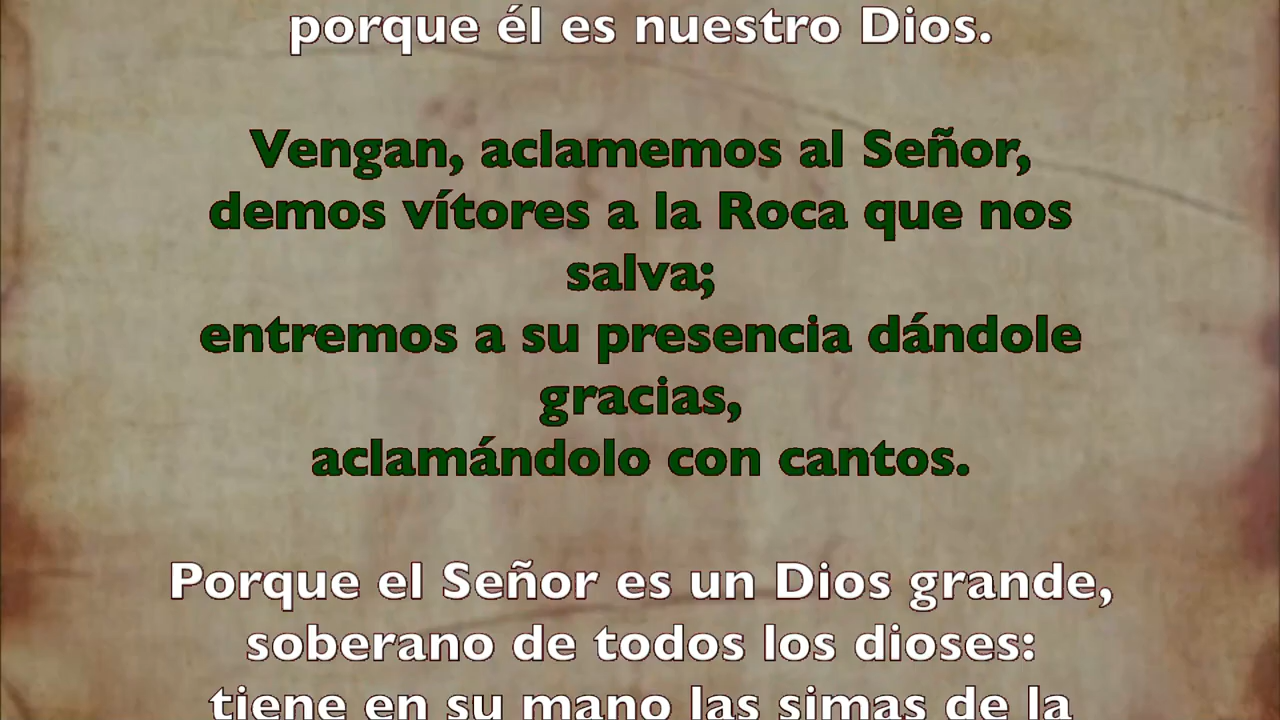 porque él es nuestro Dios.
Vengan, aclamemos al Señor,
demos vítores a la Roca que nos
salva;
entremos a su presencia dándole
gracias,
aclamándolo con cantos.
Porque el Señor es un Dios grande,
soberano de todos los dioses:
tiene en su mano las simas de la